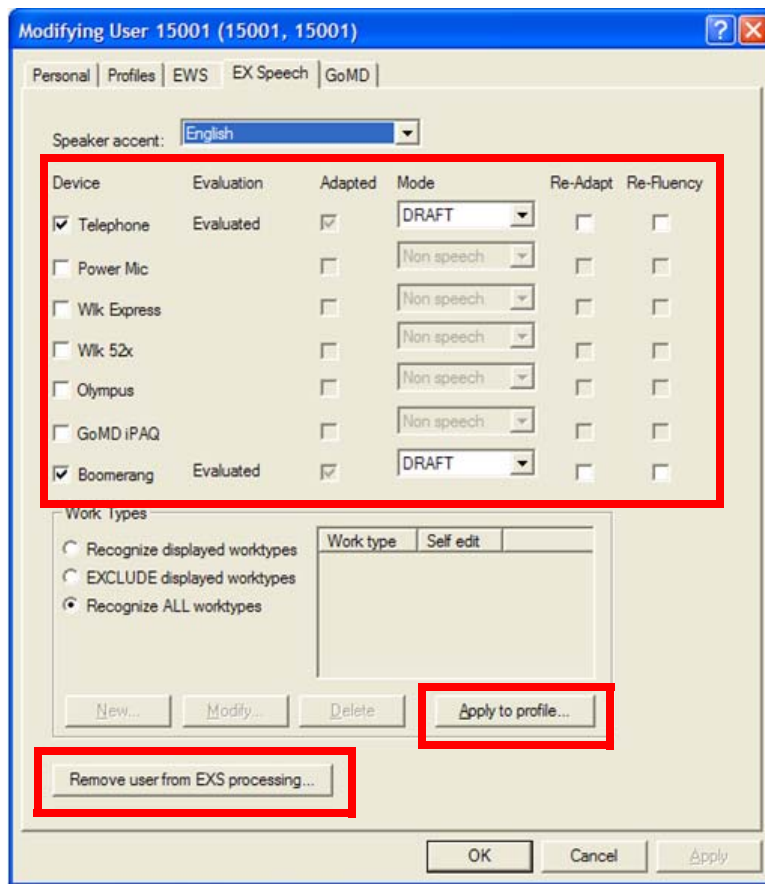 Modifying User 15001 (15001, 15001)
Personal Profiles EWS EX Speech GoMD
Speaker accent: English
Device Evaluation Adapted Mode Re-Adapt Re-Fluency
Telephone Evaluated DRAFT
Power Mic Non speech
Wlk Express Non speech
Wlk 52x Non speech
Olympus Non speech
GoMD iPAQ Non speech
Boomerang Evaluated DRAFT
Work Types
Work type Self edit
Recognize displayed worktypes
EXCLUDE displayed worktypes
Recognize ALL worktypes
New... Modify... Delete Apply to profile...
Remove user from EXS processing...
OK Cancel Apply